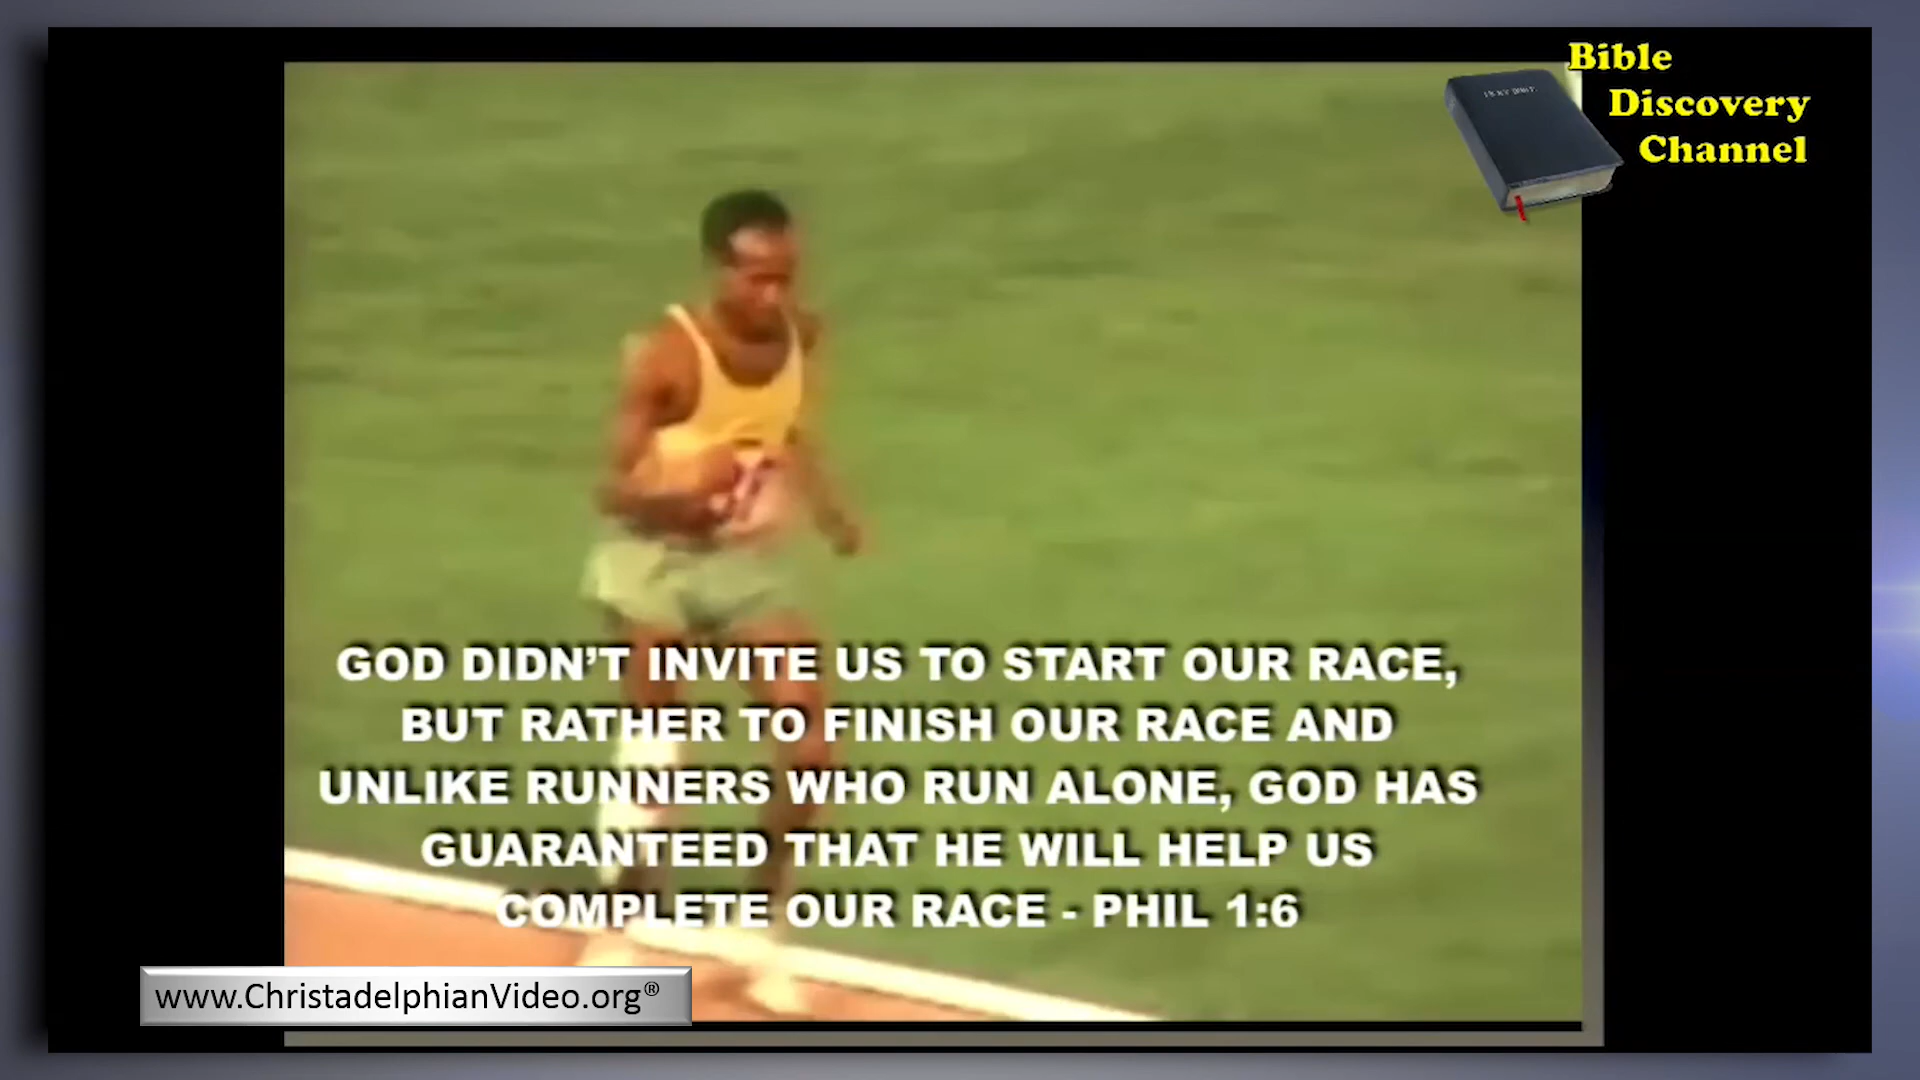 Bible
Discovery
Channel
GOD DIDN'T INVITE US TO START OUR RACE,
BUT RATHER TO FINISH OUR RACE AND
UNLIKE RUNNERS WHO RUN ALONE, GOD HAS
GUARANTEED THAT HE WILL HELP US
COMPLETE OUR RACE - PHIL 1:6
www.ChristadelphianVideo.org®